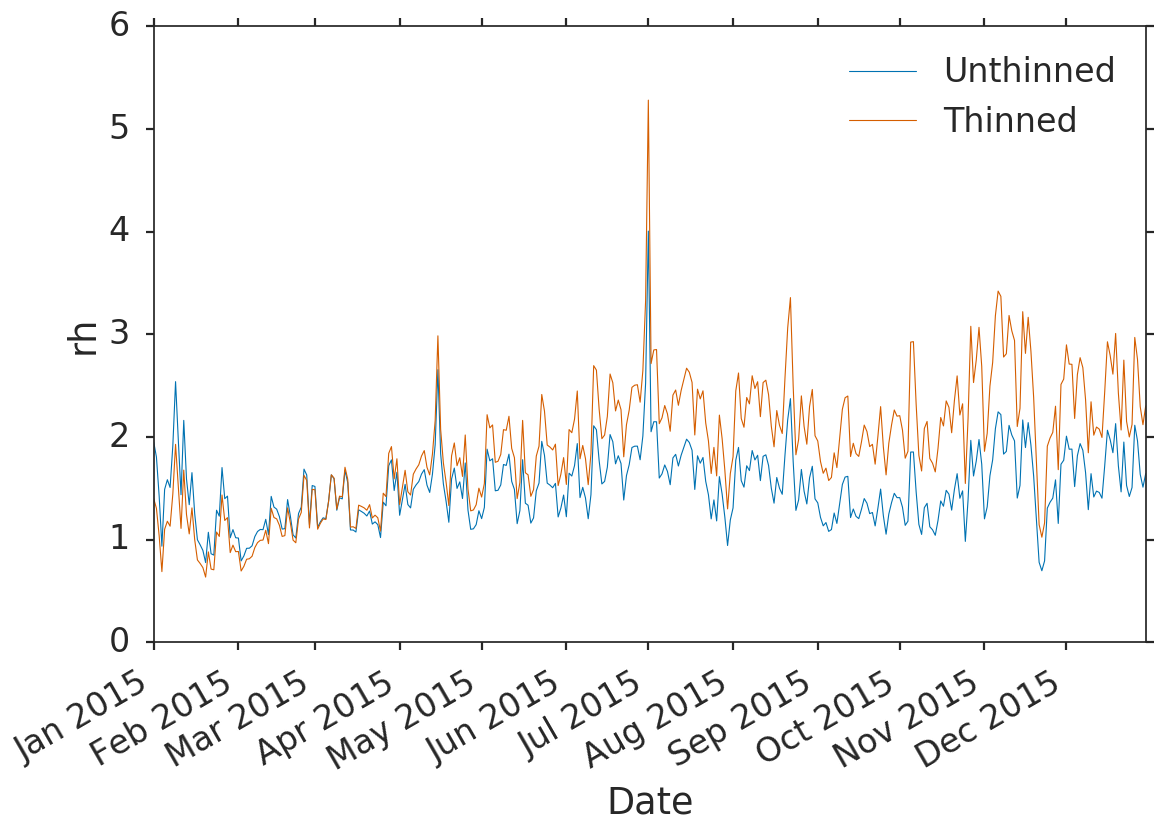 6
5
4
3
2
1
0
rh
Unthinned
Thinned
Jan 2015
Feb 2015
Mar 2015
Apr 2015
May 2015
Jun 2015
Jul 2015
Aug 2015
Sep 2015
Oct 2015
Nov 2015
Dec 2015
Date